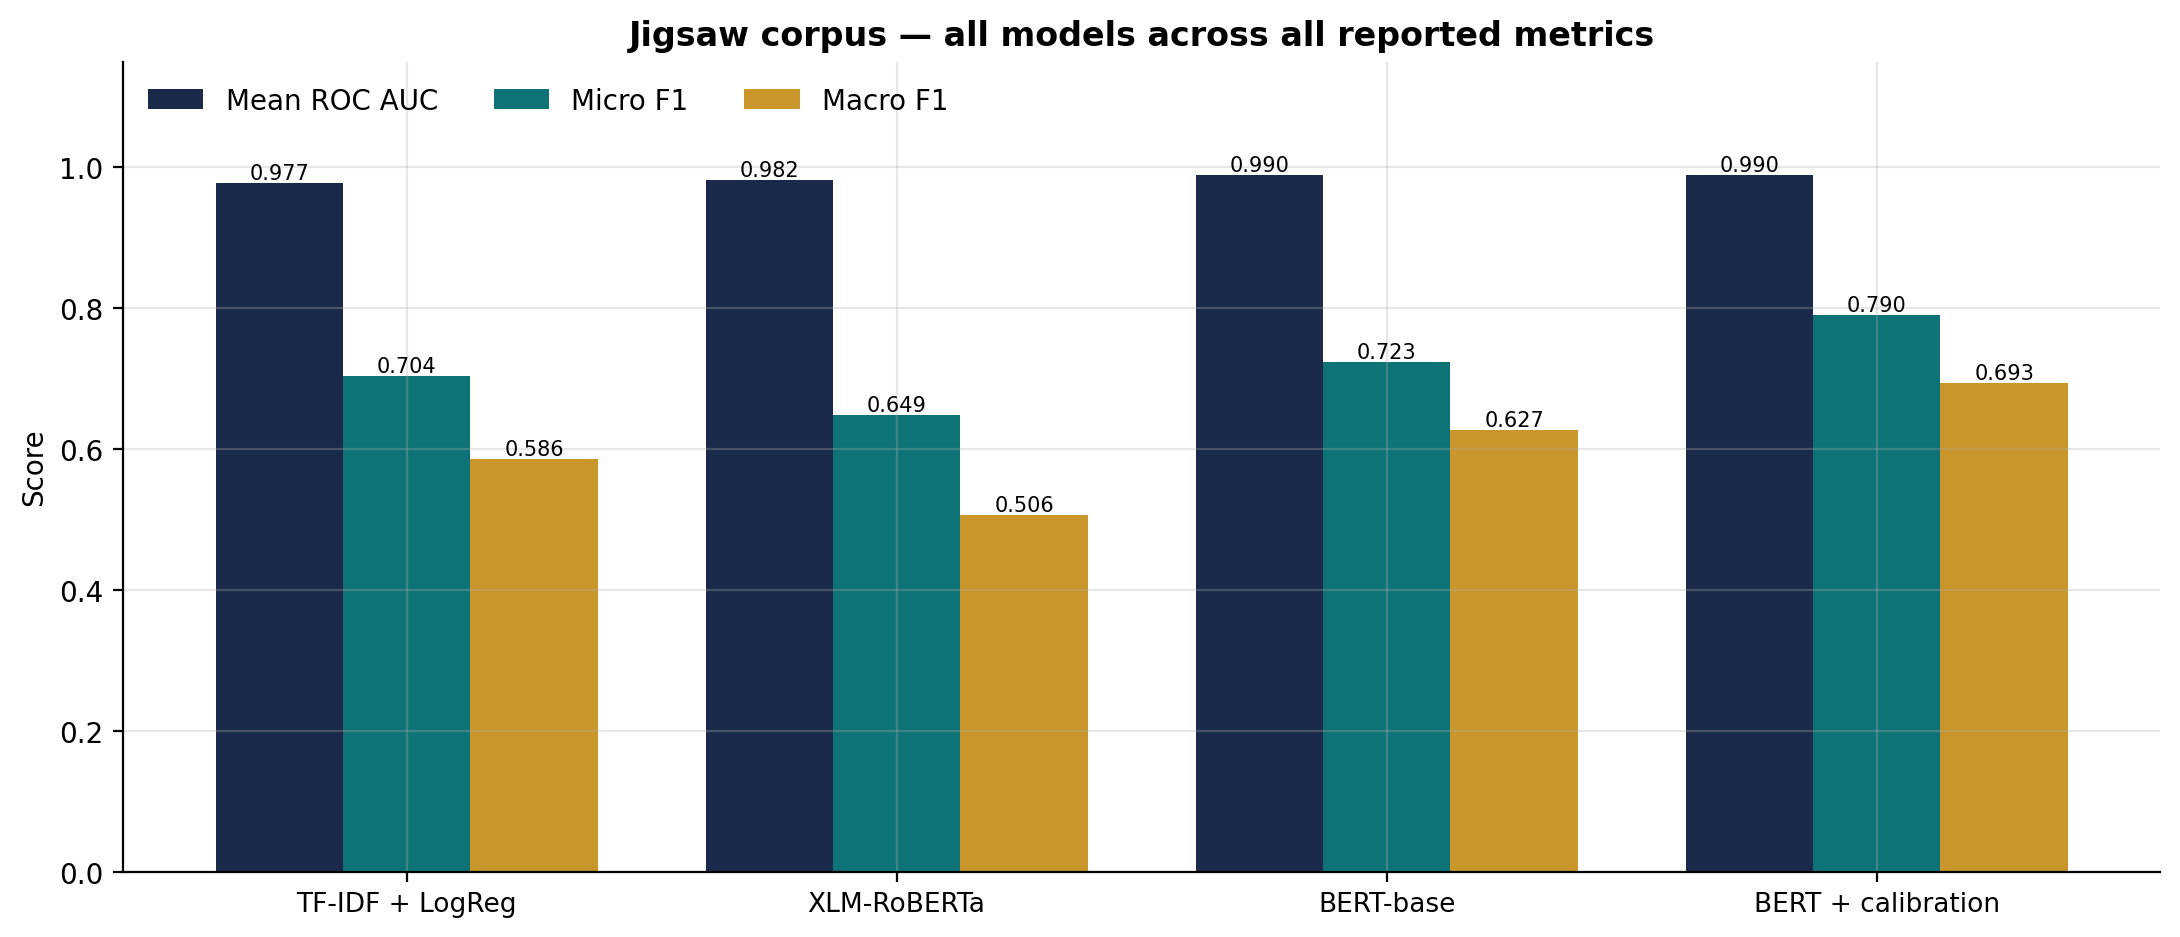 Jigsaw corpus — all models across all reported metrics
Mean ROC AUC Micro F1 Macro F1
Score
1.0
0.8
0.6
0.4
0.2
0.0
0.977 0.704 0.586
0.982 0.649 0.506
0.990 0.723 0.627
0.990 0.790 0.693
TF-IDF + LogReg XLM-RoBERTa BERT-base BERT + calibration